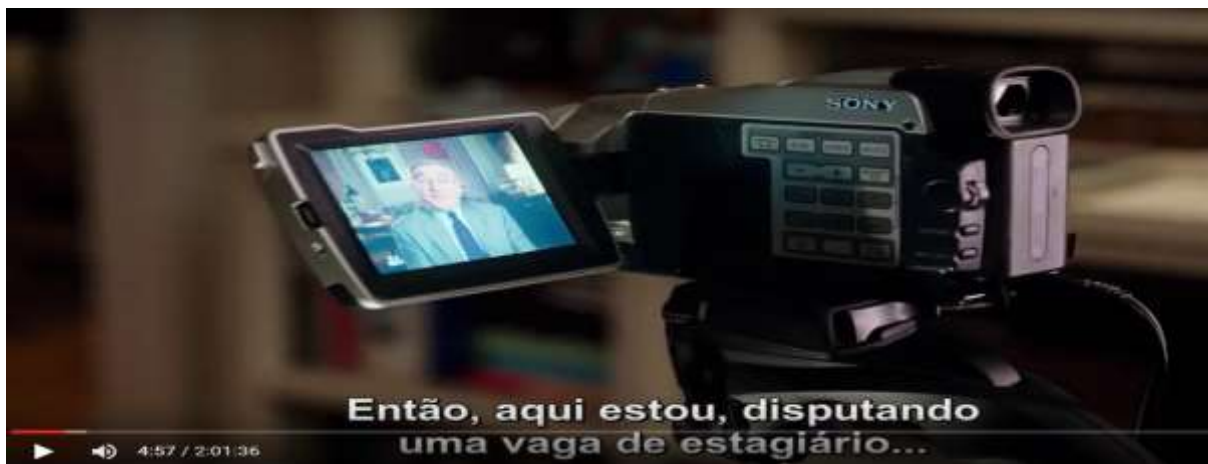 SONY
Então, aqui estou, disputando
uma vaga de estagiário...
4:57 / 2:01:36